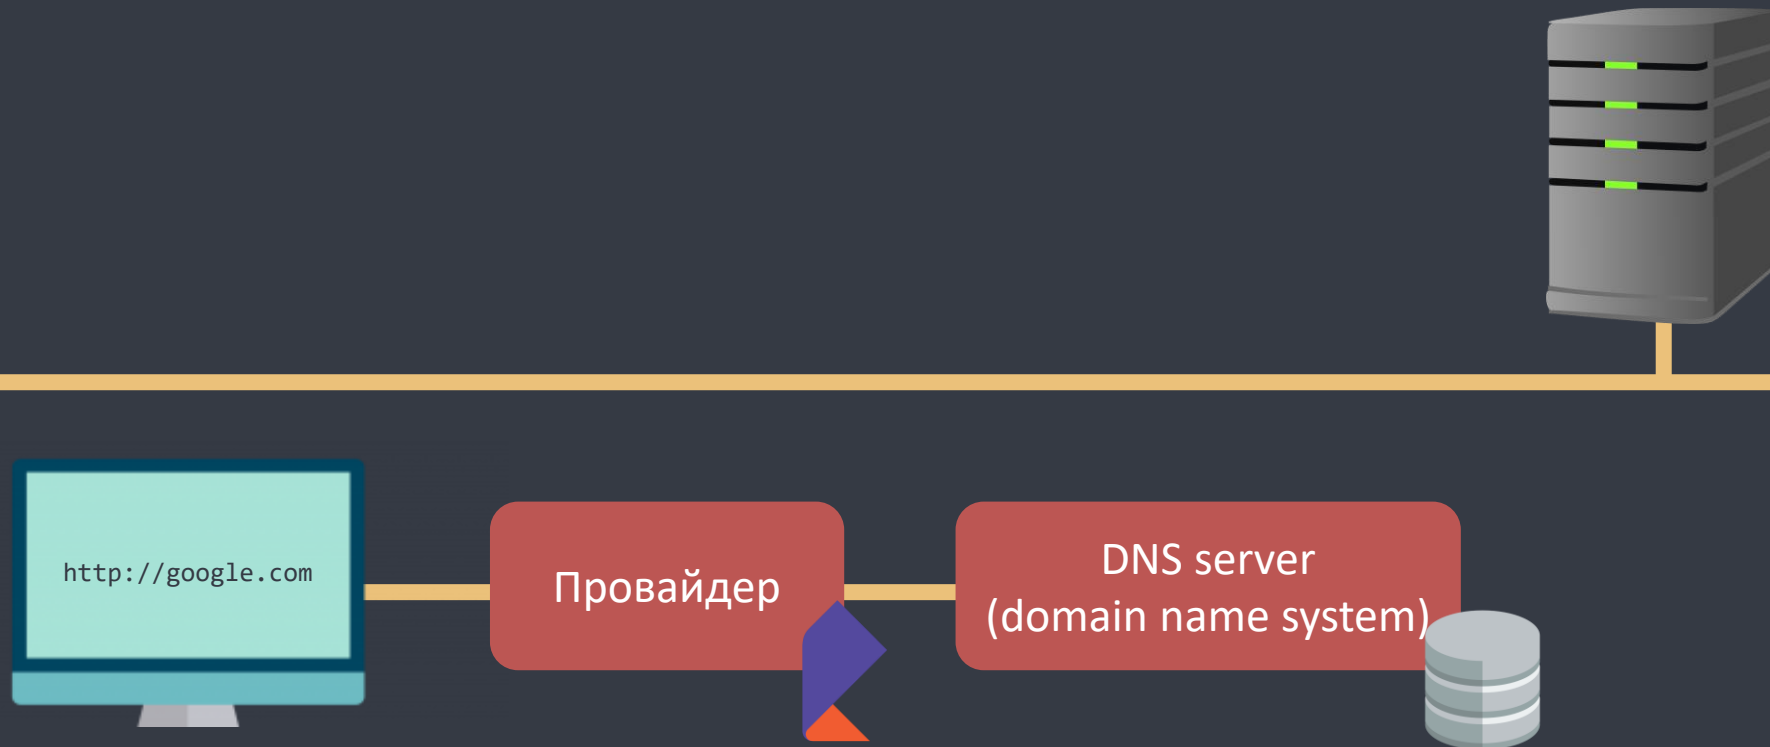 http://google.com
Провайдер
DNS server
(domain name system)